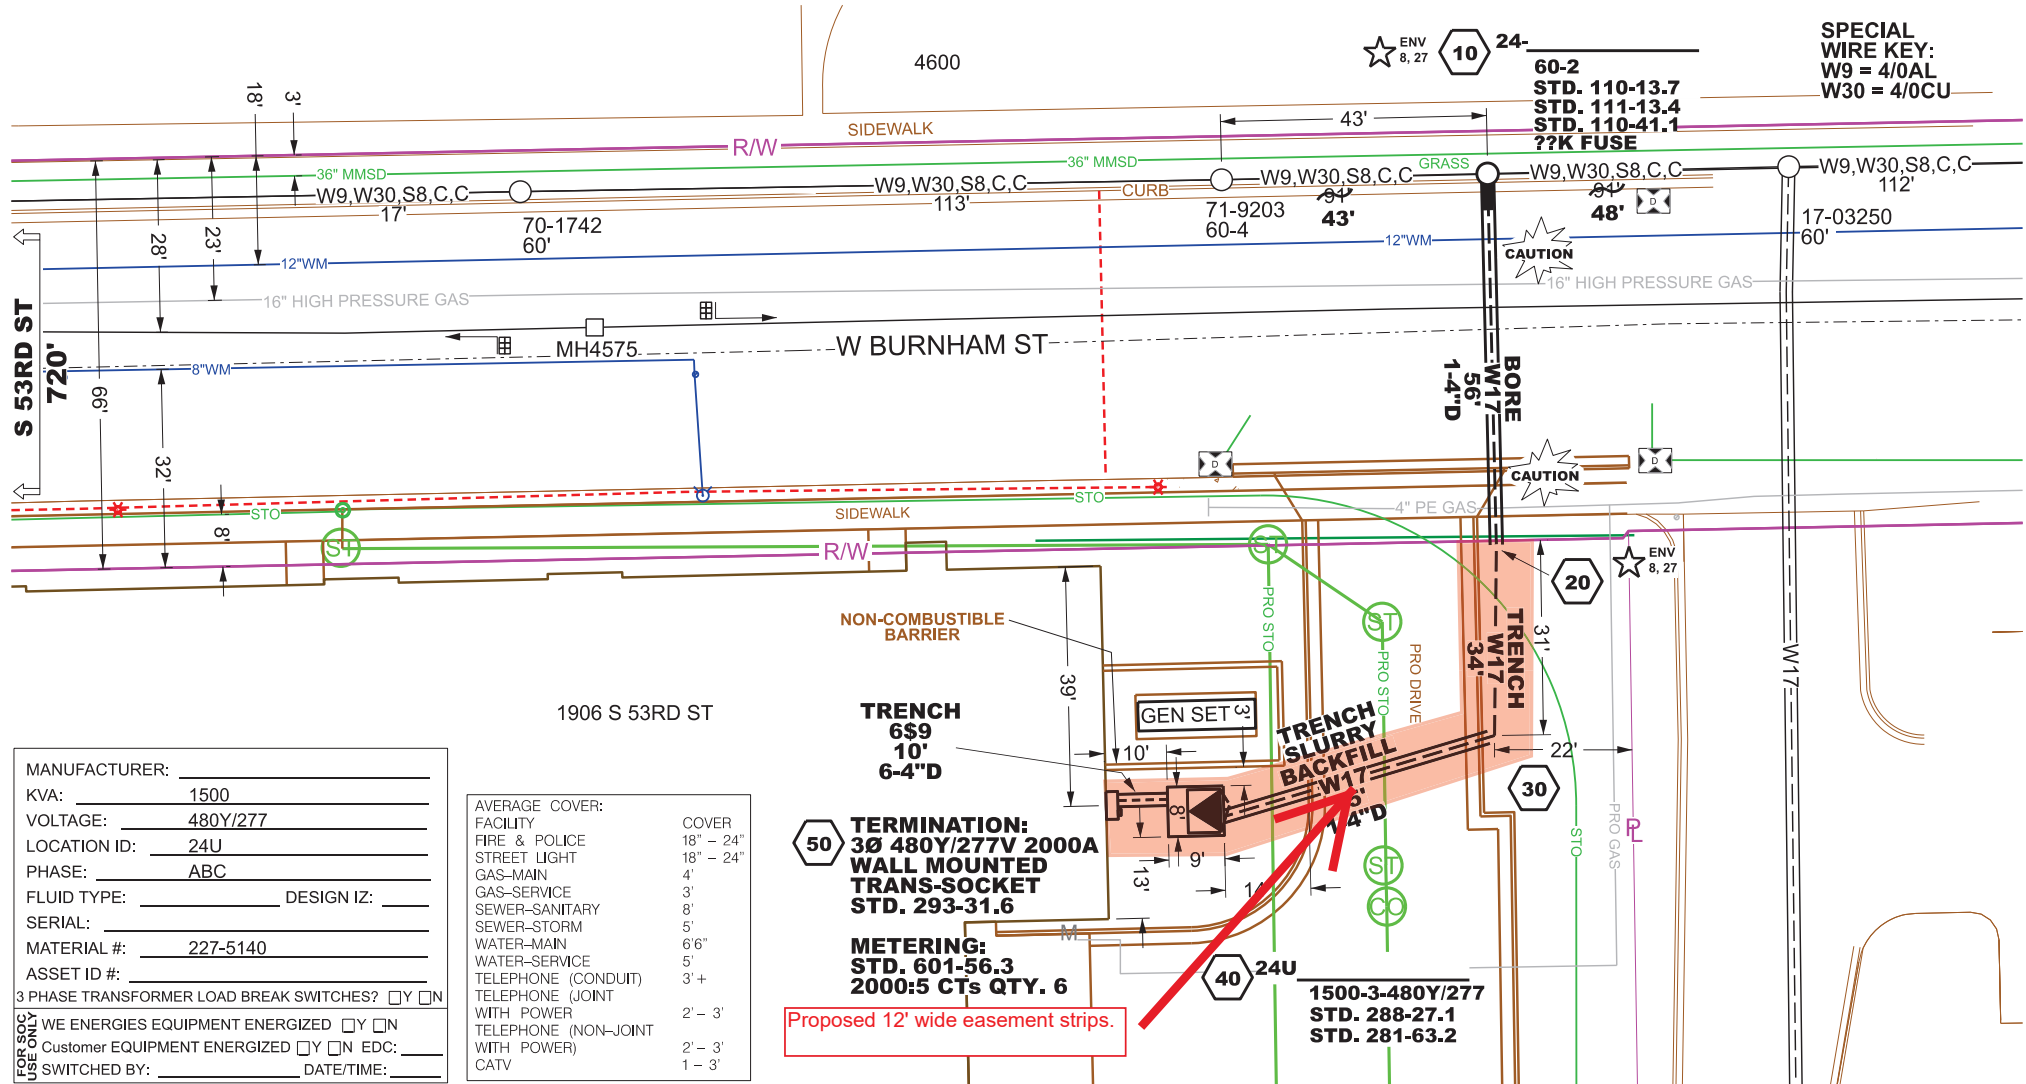 4600
ENV
8, 27
10
24-
60-2
STD. 110-13.7
STD. 111-13.4
STD. 110-41.1
??K FUSE
SPECIAL
WIRE KEY:
W9 = 4/0AL
W30 = 4/0CU
18'
3'
43'
SIDEWALK
R/W
36" MMSD
36" MMSD
GRASS
W9,W30,S8,C,C
17'
W9,W30,S8,C,C
113'
CURB
W9,W30,S8,C,C
91'
43'
W9,W30,S8,C,C
91'
48'
D
W9,W30,S8,C,C
112'
70-1742
60'
71-9203
60-4
17-03250
60'
28'
23'
12"WM
12"WM
CAUTION
16" HIGH PRESSURE GAS
16" HIGH PRESSURE GAS
S 53RD ST
720'
66'
MH4575
W BURNHAM ST
8"WM
32'
BORE
W17
56'
1-4"D
D
CAUTION
D
STO
STO
SIDEWALK
4" PE GAS
8'
ST
R/W
ST
ENV
8, 27
20
NON-COMBUSTIBLE
BARRIER
39'
PRO STO
ST
PRO STO
PRO DRIVE
TRENCH
W17
34'
31'
W17
1906 S 53RD ST
TRENCH
6$9
10'
6-4"D
GEN SET
3'
10'
TRENCH
SLURRY
BACKFILL
W17
1-4"D
22'
30
8'
9'
13'
PRO GAS
PL
STO
ST
CO
M
50
TERMINATION:
3Ø 480Y/277V 2000A
WALL MOUNTED
TRANS-SOCKET
STD. 293-31.6
METERING:
STD. 601-56.3
2000:5 CTs QTY. 6
40
24U
1500-3-480Y/277
STD. 288-27.1
STD. 281-63.2
Proposed 12' wide easement strips.
MANUFACTURER:
KVA: 1500
VOLTAGE: 480Y/277
LOCATION ID: 24U
PHASE: ABC
FLUID TYPE: DESIGN IZ:
SERIAL:
MATERIAL #: 227-5140
ASSET ID #:
3 PHASE TRANSFORMER LOAD BREAK SWITCHES? □Y □N
FOR SOC
USE ONLY
WE ENERGIES EQUIPMENT ENERGIZED □Y □N
Customer EQUIPMENT ENERGIZED □Y □N EDC:
SWITCHED BY: DATE/TIME:
AVERAGE COVER:
FACILITY COVER
FIRE & POLICE 18" – 24"
STREET LIGHT 18" – 24"
GAS–MAIN 4'
GAS–SERVICE 3'
SEWER–SANITARY 8'
SEWER–STORM 5'
WATER–MAIN 6'6"
WATER–SERVICE 5'
TELEPHONE (CONDUIT) 3'+
TELEPHONE (JOINT
WITH POWER 2' – 3'
TELEPHONE (NON–JOINT
WITH POWER) 2' – 3'
CATV 1 – 3'